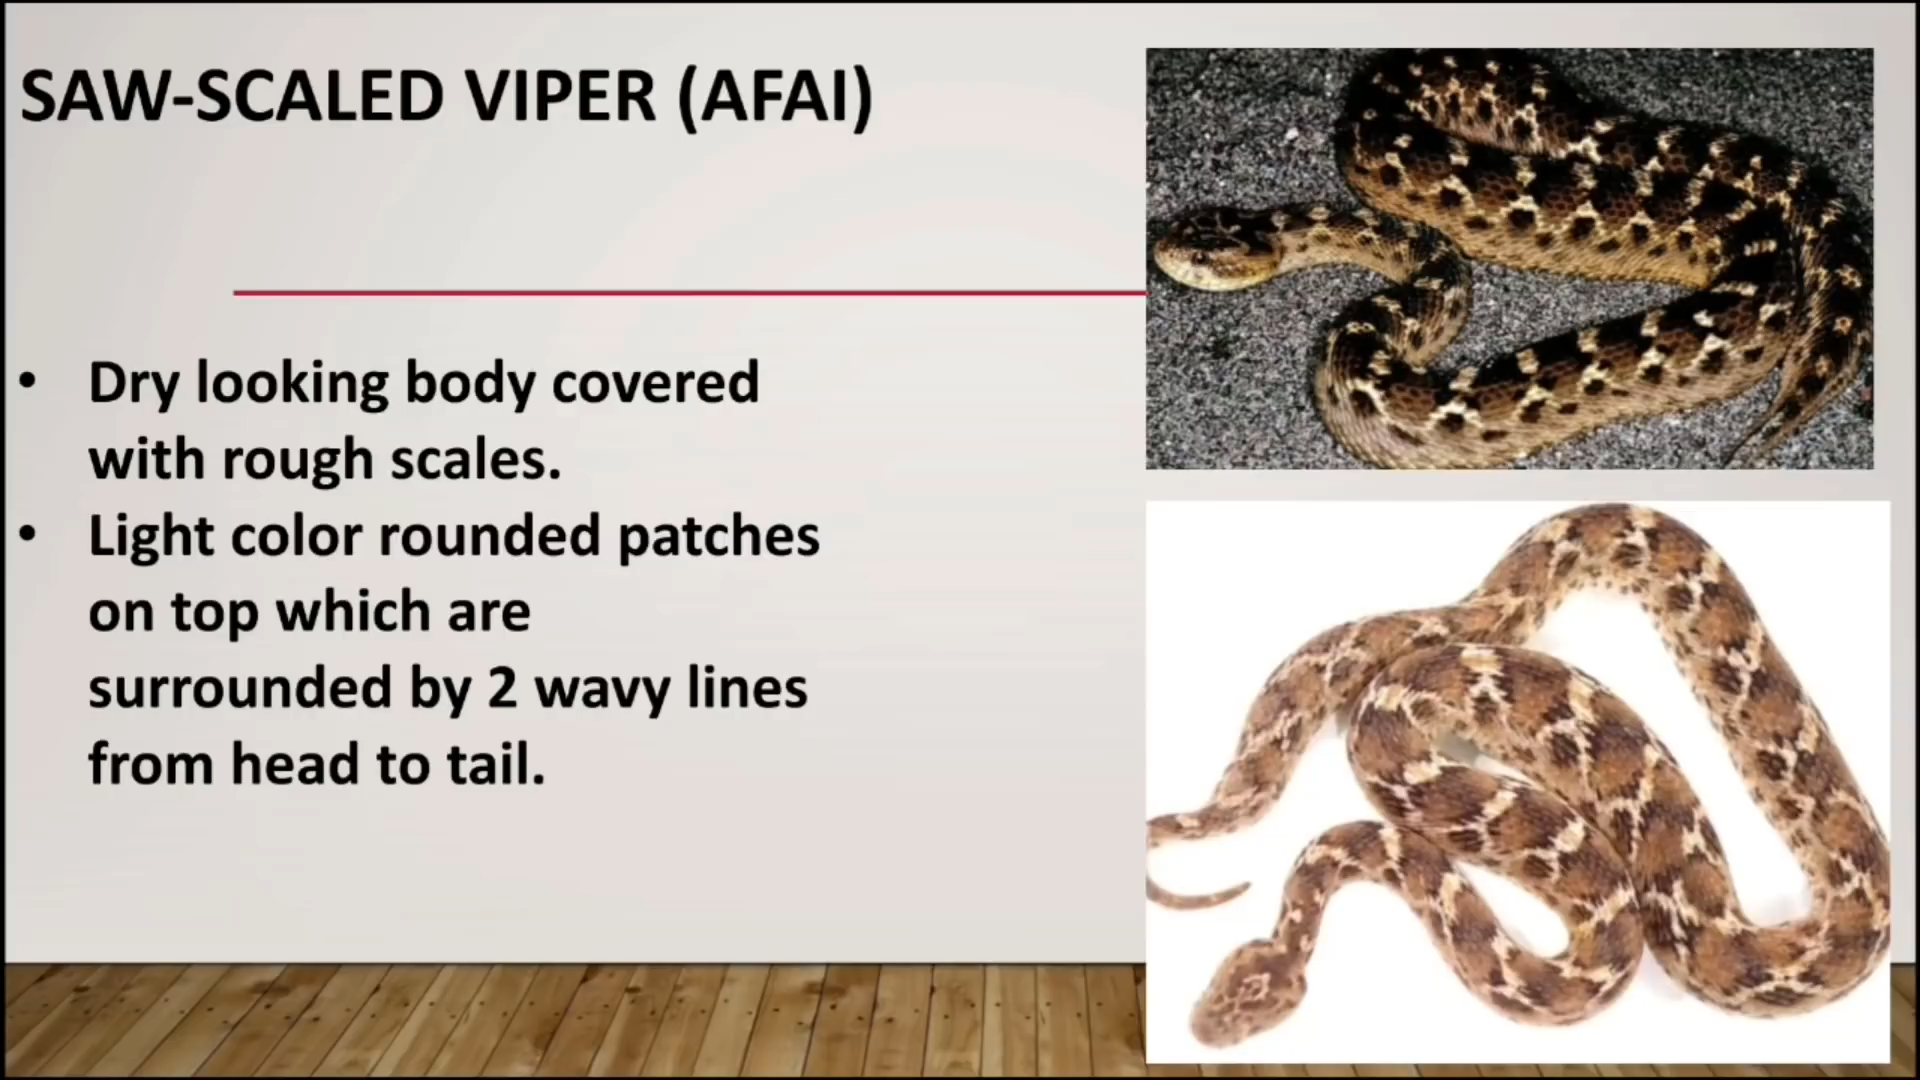 SAW-SCALED VIPER (AFAI)
• Dry looking body covered
with rough scales.
• Light color rounded patches
on top which are
surrounded by 2 wavy lines
from head to tail.